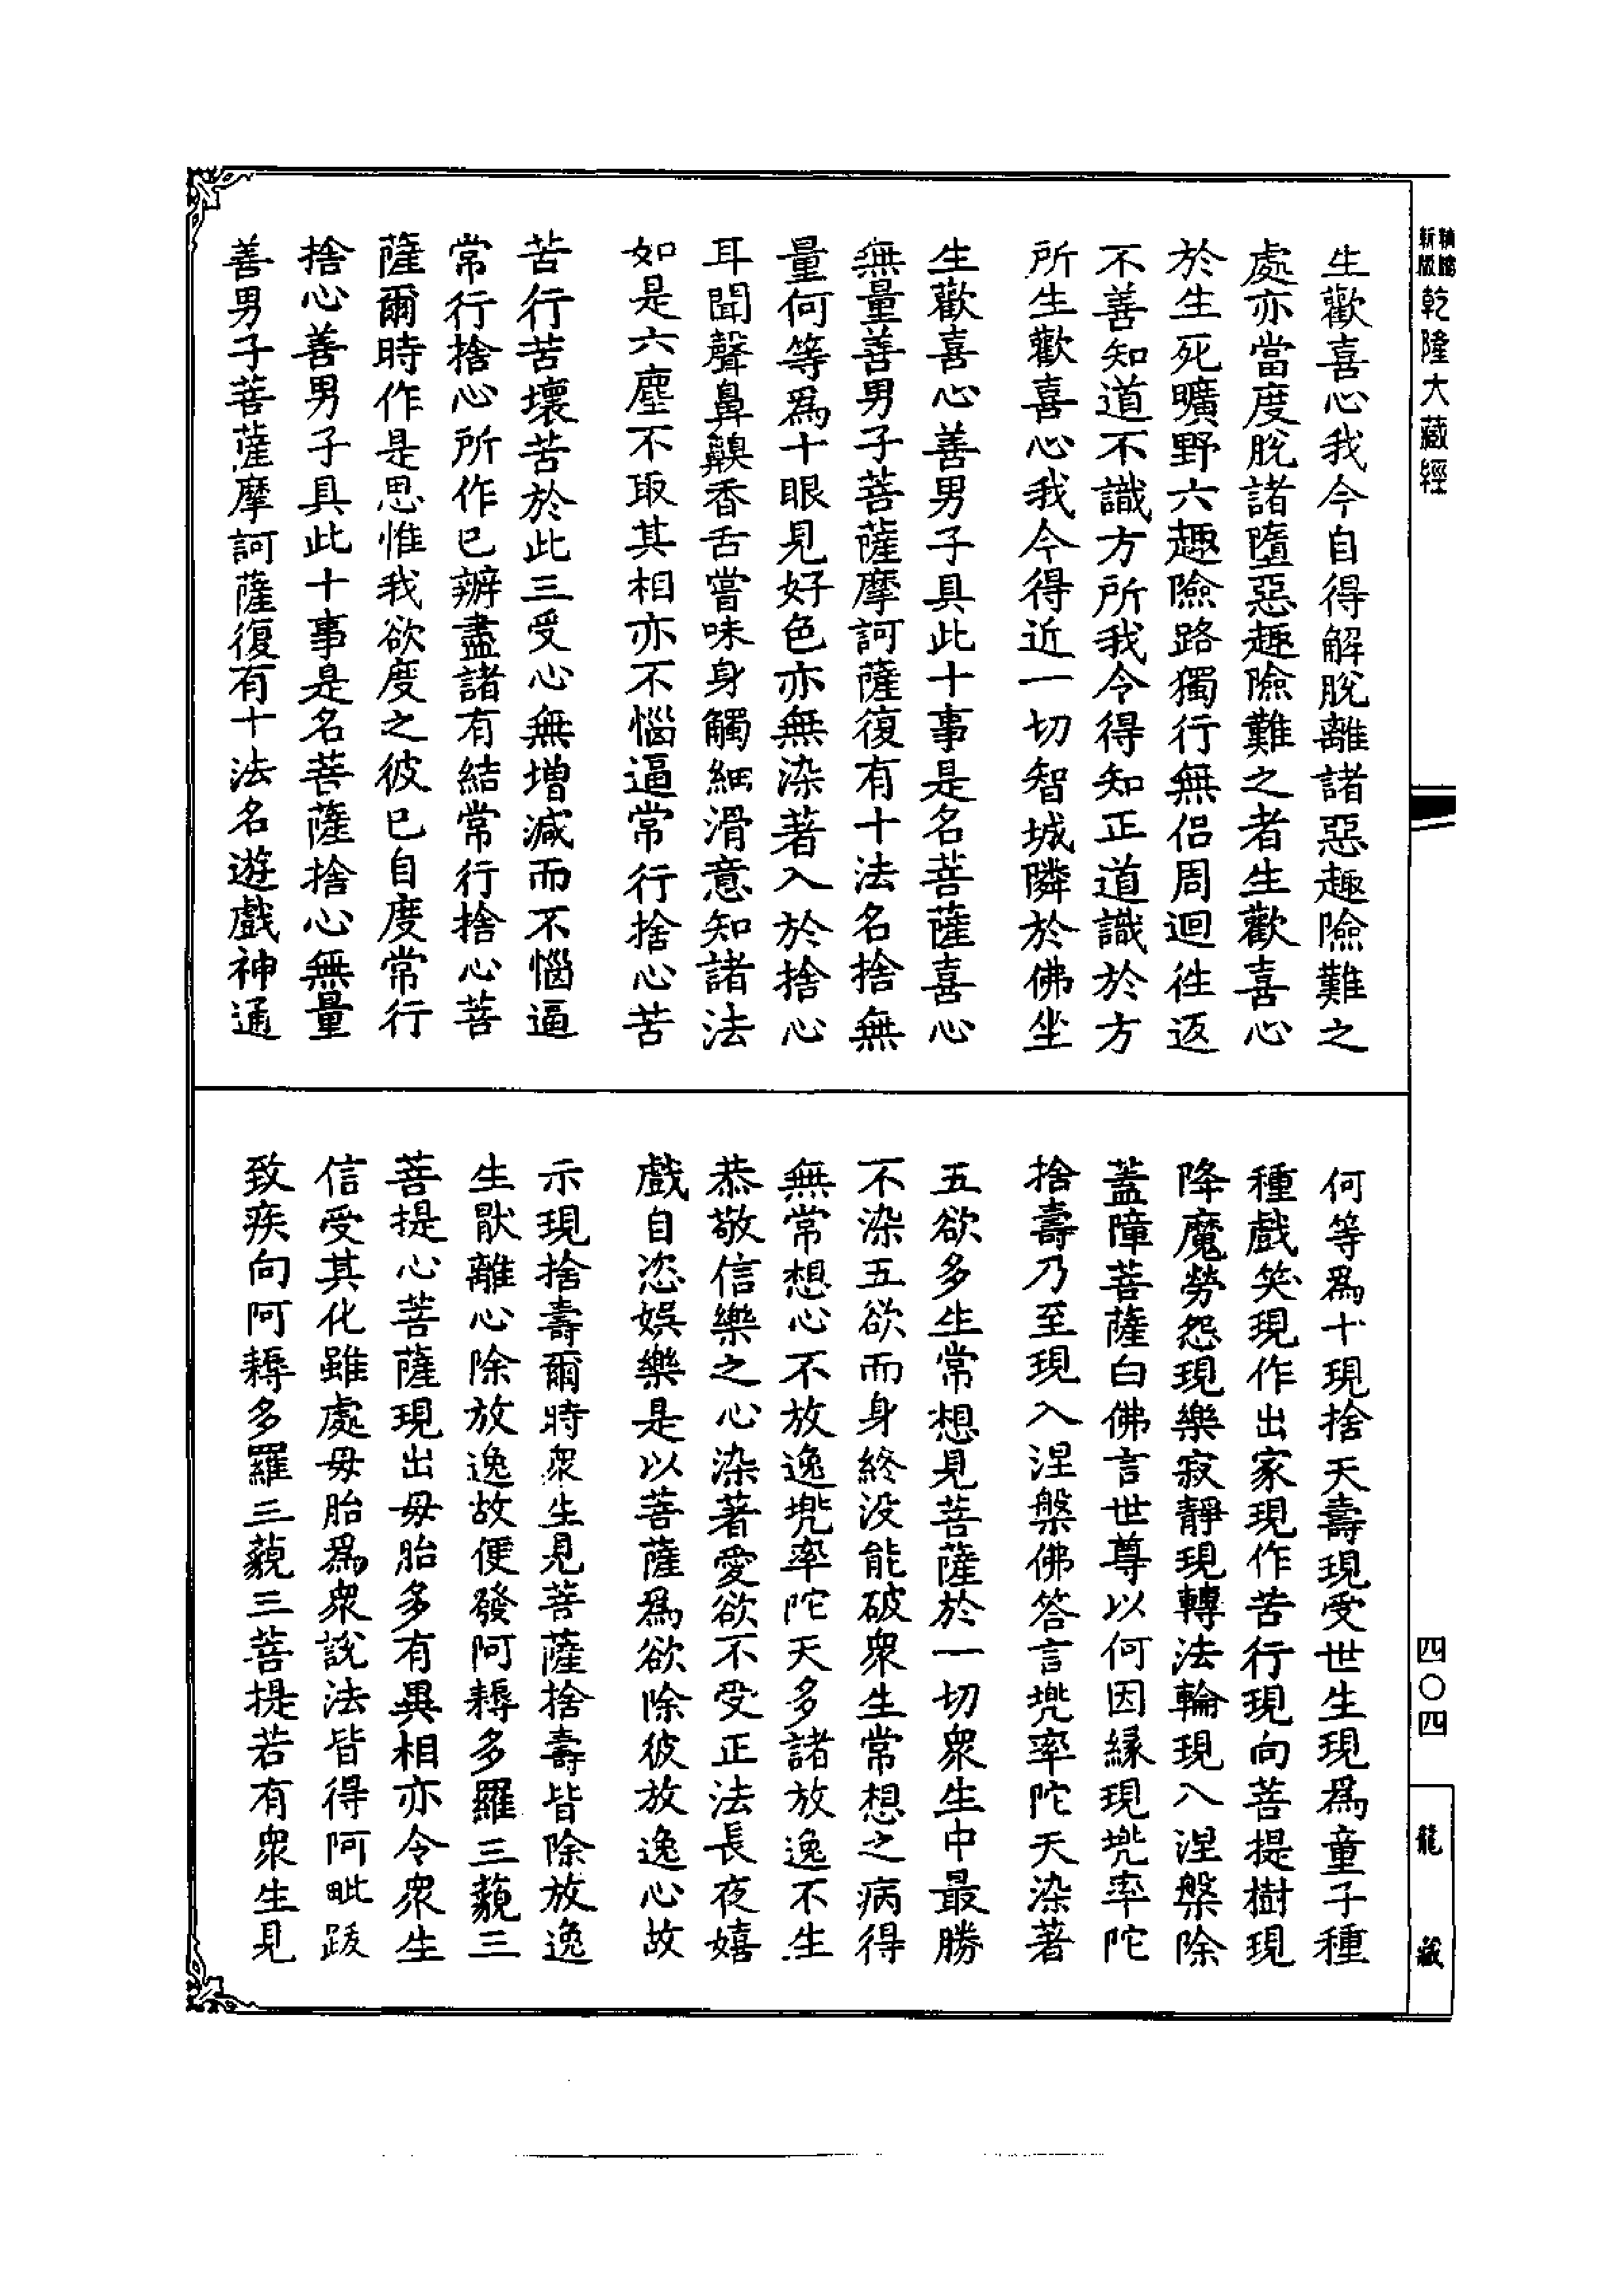 新版
乾隆大藏經
生歡喜心我今自得解脫離諸惡趣險難之
處亦當度脫諸墮惡趣險難之者生歡喜心
於生死曠野六趣險路獨行無侶周迴徃返
不善知道不識方所我今得知正道識於方
所生歡喜心我今得近一切智城隣於佛坐
生歡喜心善男子具此十事是名菩薩喜心
無量善男子菩薩摩訶薩復有十法名捨無
量何等爲十眼見好色亦無染著入於捨心
耳聞聲鼻齅香舌嘗味身觸細滑意知諸法
如是六塵不取其相亦不惱逼常行捨心苦
苦行苦壞苦於此三受心無增減而不惱逼
常行捨心所作已辦盡諸有結常行捨心菩
薩爾時作是思惟我欲度之彼已自度常行
捨心善男子具此十事是名菩薩捨心無量
善男子菩薩摩訶薩復有十法名遊戲神通
何等爲十現捨天壽現受世生現爲童子種
種戲笑現作出家現作苦行現向菩提樹現
降魔勞怨現樂寂靜現轉法輪現入涅槃除
蓋障菩薩白佛言世尊以何因緣現兠率陀
捨壽乃至現入涅槃佛答言兠率陀天染著
五欲多生常想見菩薩於一切眾生中最勝
不染五欲而身終沒能破眾生常想之病得
無常想心不放逸兠率陀天多諸放逸不生
恭敬信樂之心染著愛欲不受正法長夜嬉
戲自恣娛樂是以菩薩爲欲除彼放逸心故
示現捨壽爾時眾生見菩薩捨壽皆除放逸
生厭離心除放逸故便發阿耨多羅三藐三
菩提心菩薩現出母胎多有異相亦令眾生
信受其化雖處母胎爲眾說法皆得阿毗跋
致疾向阿耨多羅三藐三菩提若有眾生見
四〇四
龍藏